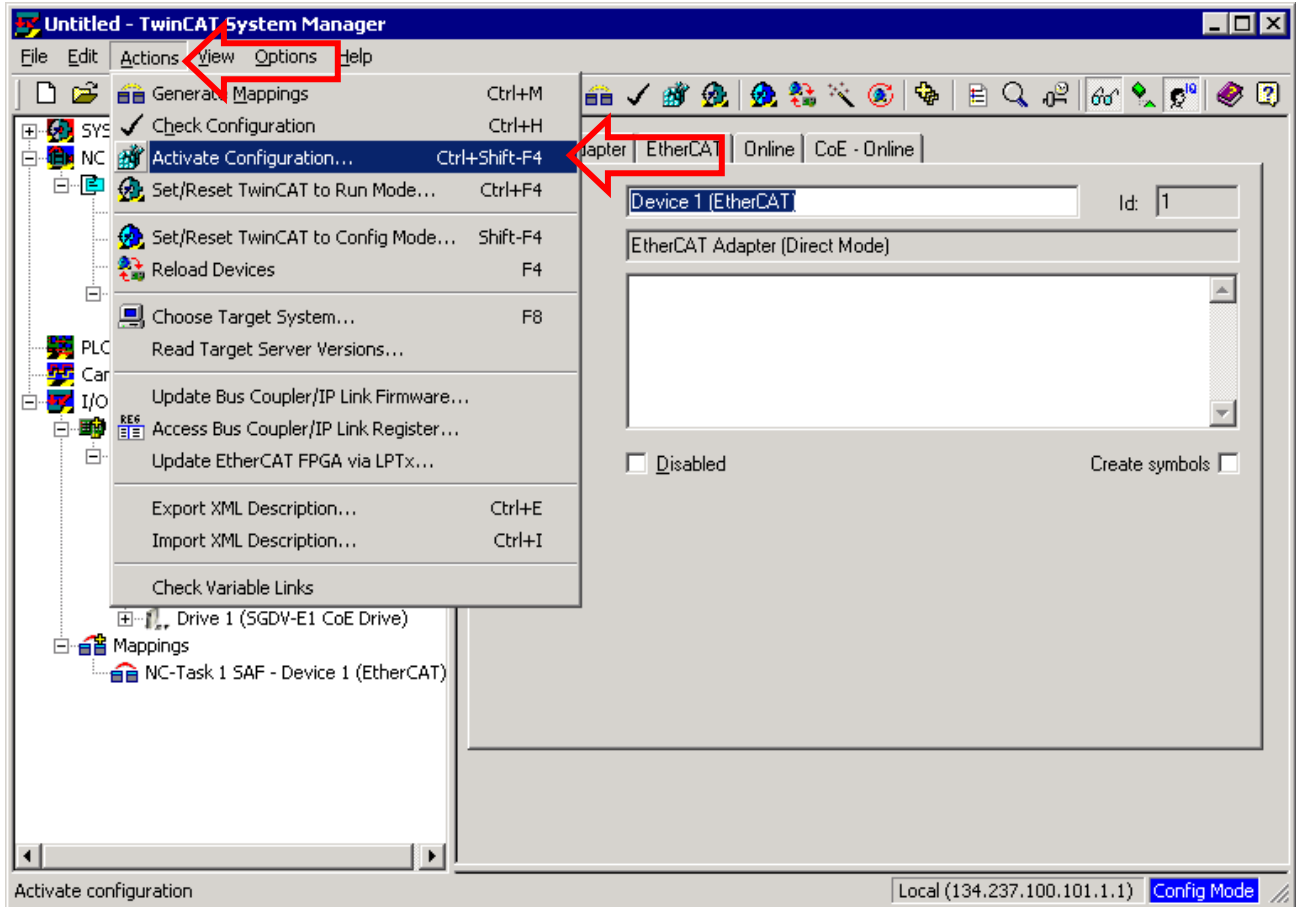 Untitled - TwinCAT System Manager
File Edit Actions View Options Help
Generate Mappings Ctrl+M
Check Configuration Ctrl+H
Activate Configuration... Ctrl+Shift-F4
Set/Reset TwinCAT to Run Mode... Ctrl+F4
Set/Reset TwinCAT to Config Mode... Shift-F4
Reload Devices F4
Choose Target System... F8
Read Target Server Versions...
Update Bus Coupler/IP Link Firmware...
REG
Access Bus Coupler/IP Link Register...
Update EtherCAT FPGA via LPTx...
Export XML Description... Ctrl+E
Import XML Description... Ctrl+I
Check Variable Links
SYS
NC
PLC
Car
I/O
Drive 1 (SGDV-E1 CoE Drive)
Mappings
NC-Task 1 SAF - Device 1 (EtherCAT)
dapter EtherCAT Online CoE - Online
Device 1 (EtherCAT) Id: 1
EtherCAT Adapter (Direct Mode)
Disabled Create symbols
Activate configuration Local (134.237.100.101.1.1) Config Mode